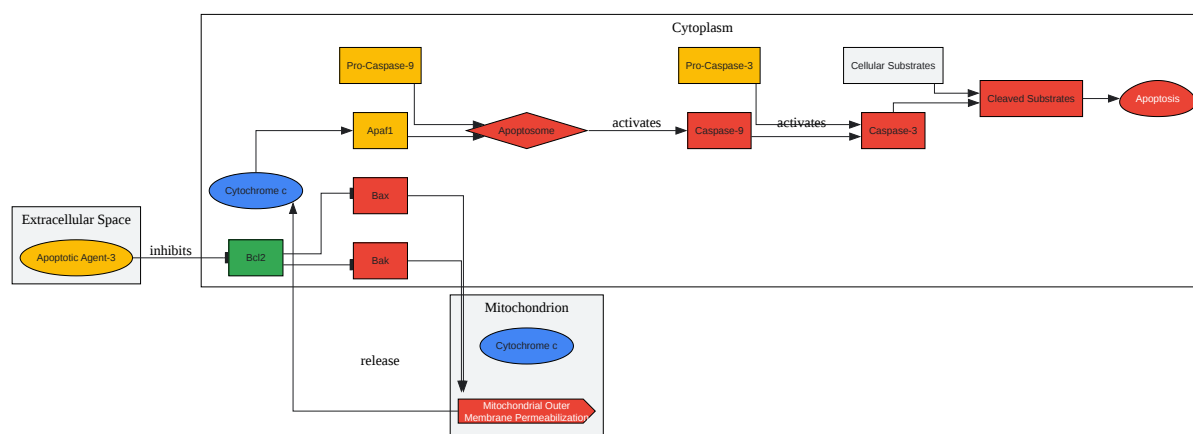 Cytoplasm
Pro-Caspase-9
Pro-Caspase-3
Cellular Substrates
Cleaved Substrates
Apoptosis
Apaf1
Apoptosome
activates
Caspase-9
activates
Caspase-3
Cytochrome c
Bax
Extracellular Space
Apoptotic Agent-3
inhibits
Bcl2
Bak
Mitochondrion
Cytochrome c
release
Mitochondrial Outer
Membrane Permeabilization